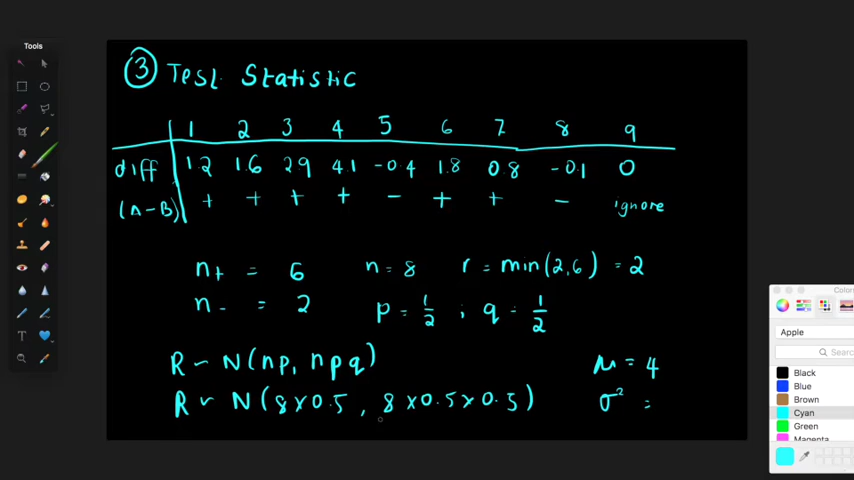 Tools
③ Test Statistic
1 2 3 4 5 6 7 8 9
diff 1.2 1.6 2.9 4.1 -0.4 1.8 0.8 -0.1 0
(A-B) + + + + - + + - ignore
n+ = 6 n = 8 r = min(2,6) = 2
n- = 2 p = 1/2 ; q = 1/2
R ~ N(np, npq) μ = 4
R ~ N(8×0.5, 8×0.5×0.5) σ² =
Colors
Apple
Searc
Black
Blue
Brown
Cyan
Green
Magenta